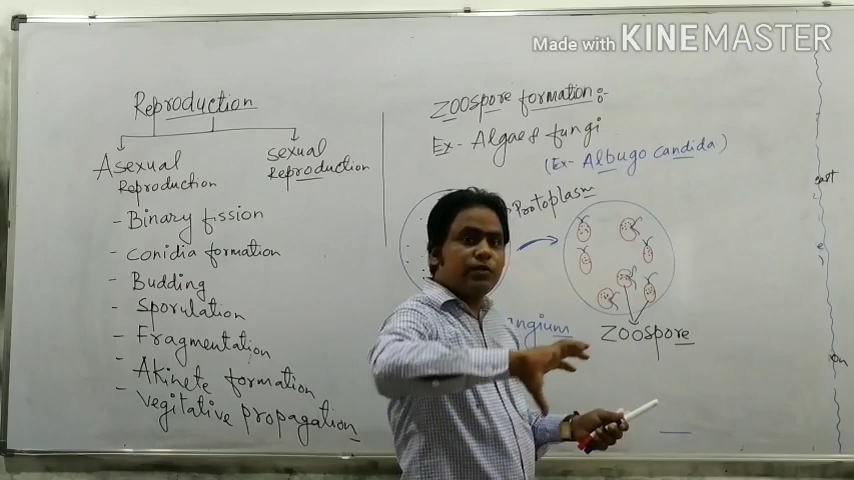 Made with KINEMASTER
Reproduction
Asexual
Reproduction
sexual
Reproduction
- Binary fission
- conidia formation
- Budding
- Sporulation
- Fragmentation
- Akinete formation
- Vegitative propagation
Zoospore formation :-
Ex- Algae & fungi
(Ex- Albugo candida)
Protoplasm
ngium
Zoospore